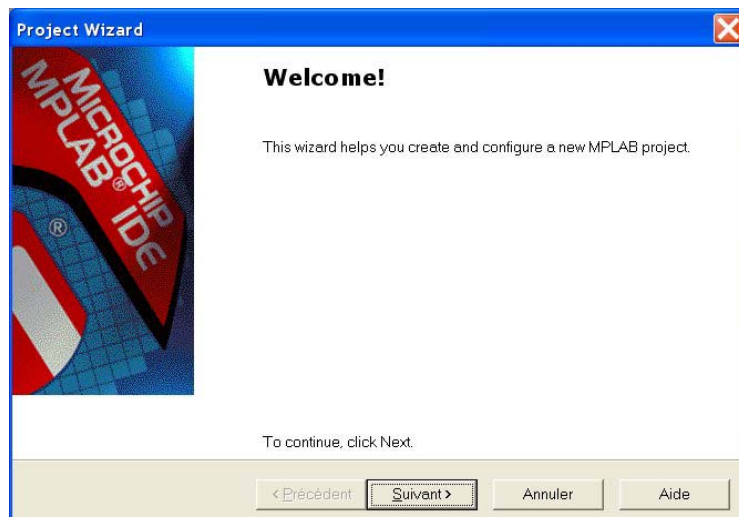 Project Wizard
MICROCHIP
MPLAB® IDE
®
Welcome!
This wizard helps you create and configure a new MPLAB project.
To continue, click Next.
< Précédent
Suivant >
Annuler
Aide